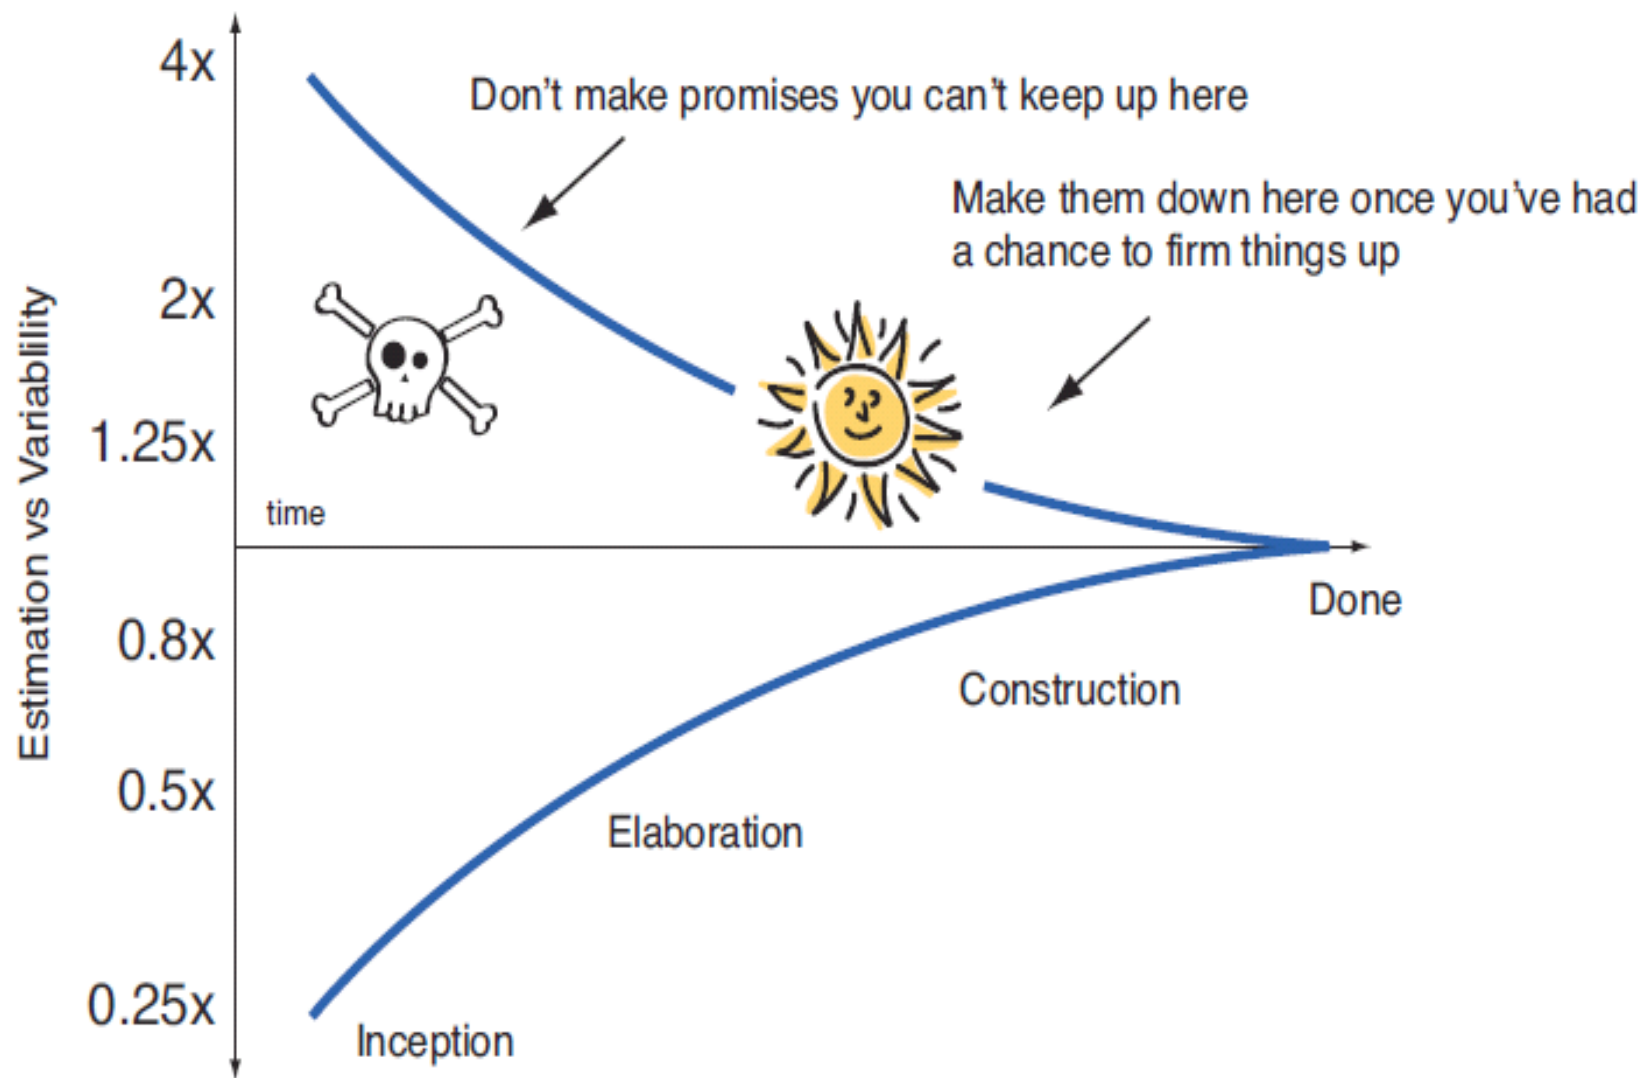 4x
Don't make promises you can't keep up here
Make them down here once you've had
a chance to firm things up
2x
1.25x
Estimation vs Variablility
time
Done
0.8x
Construction
0.5x
Elaboration
0.25x
Inception